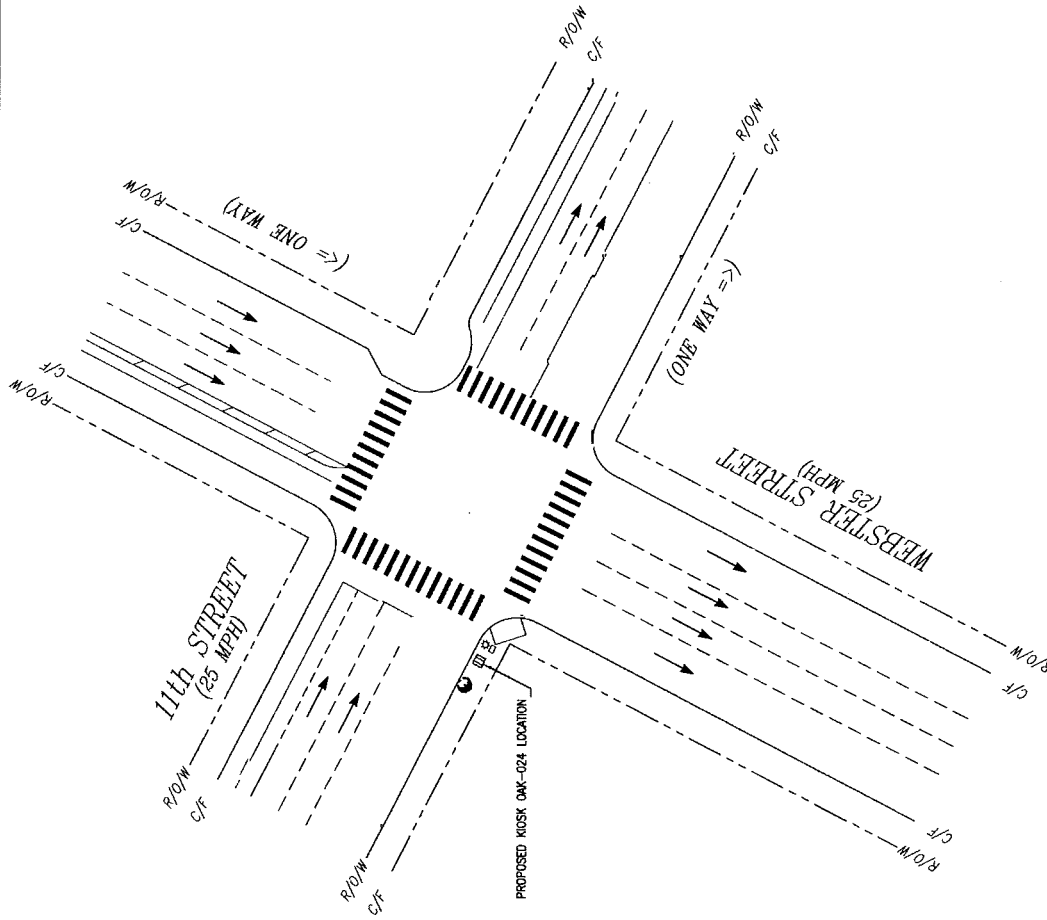 R/O/W
C/F
R/O/W
C/F
R/O/W
C/F
(<= ONE WAY)
C/F
R/O/W
(ONE WAY =>)
WEBSTER STREET
(25 MPH)
11th STREET
(25 MPH)
R/O/W
C/F
PROPOSED KIOSK OAK-024 LOCATION
R/O/W
C/F
R/O/W
C/F
C/F
R/O/W